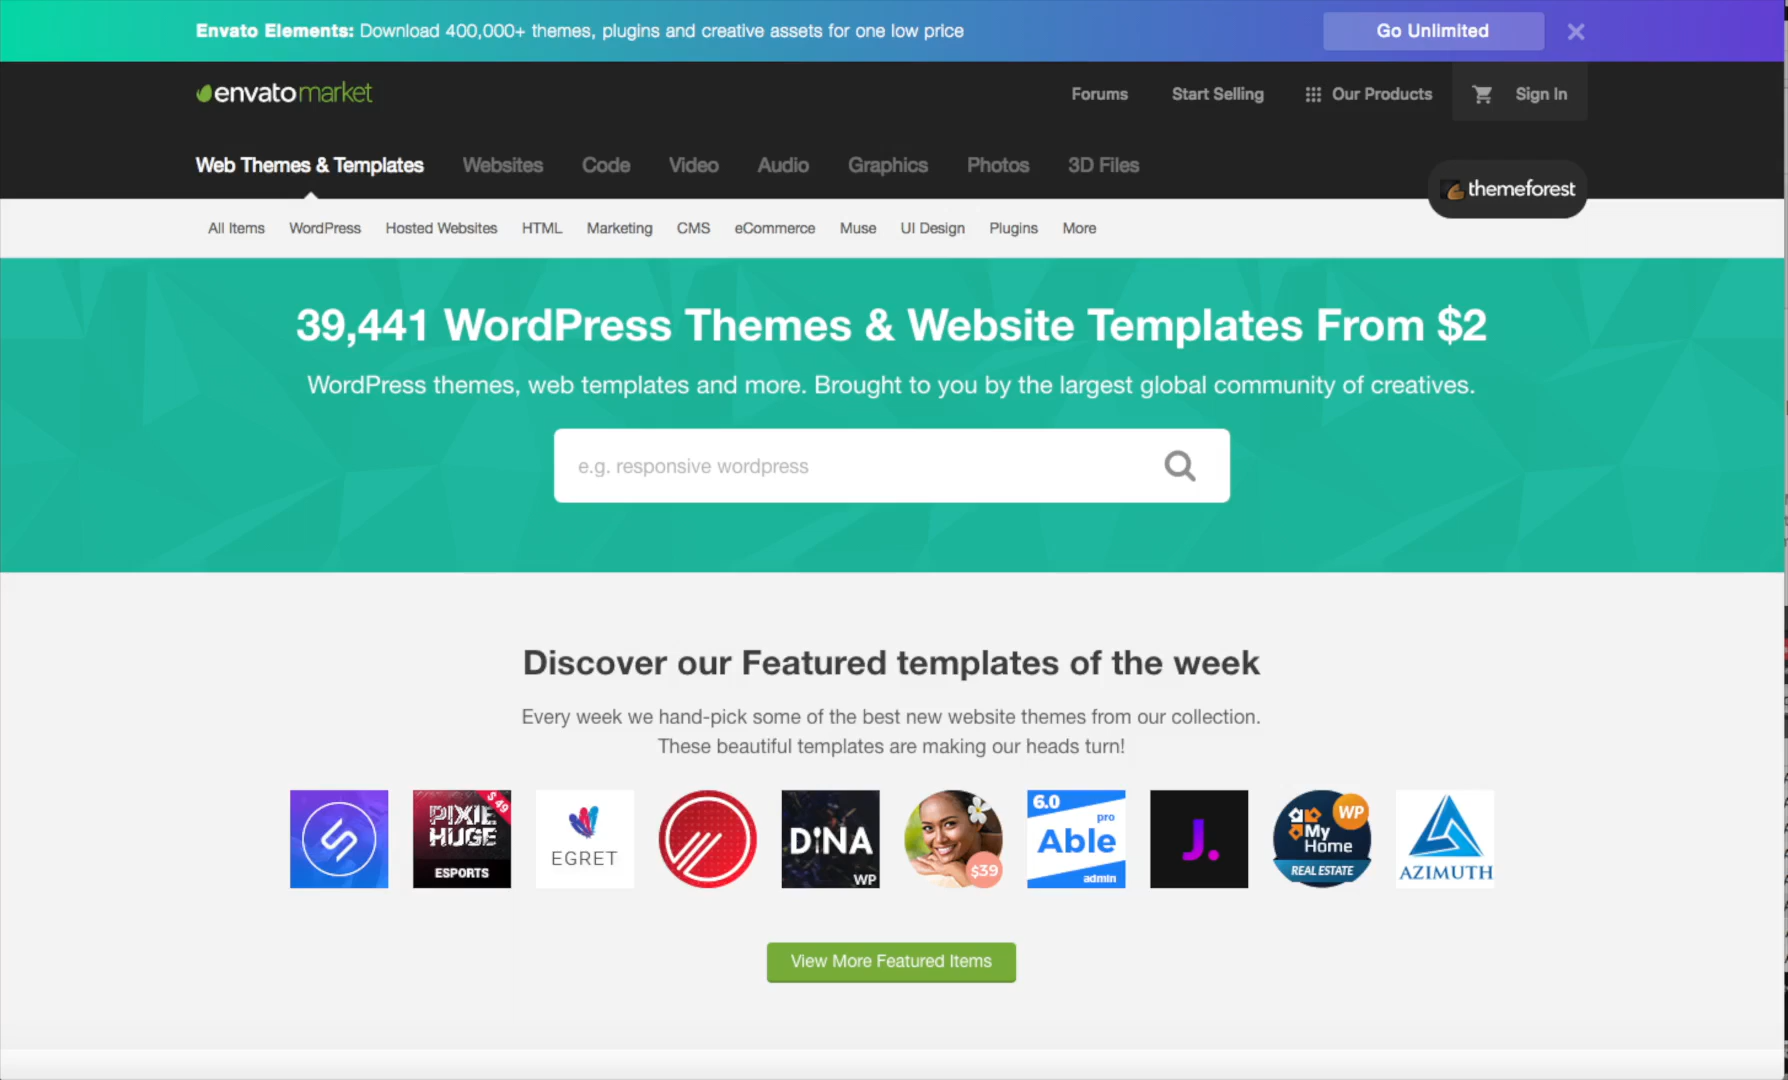 Envato Elements: Download 400,000+ themes, plugins and creative assets for one low price
Go Unlimited
envatomarket
Forums
Start Selling
Our Products
Sign In
Web Themes & Templates
Websites
Code
Video
Audio
Graphics
Photos
3D Files
themeforest
All Items
WordPress
Hosted Websites
HTML
Marketing
CMS
eCommerce
Muse
UI Design
Plugins
More
39,441 WordPress Themes & Website Templates From $2
WordPress themes, web templates and more. Brought to you by the largest global community of creatives.
e.g. responsive wordpress
Discover our Featured templates of the week
Every week we hand-pick some of the best new website themes from our collection.
These beautiful templates are making our heads turn!
$49
PIXIE
HUGE
ESPORTS
EGRET
DiNA
WP
$39
6.0
pro
Able
admin
J.
WP
My
Home
REAL ESTATE
AZIMUTH
View More Featured Items